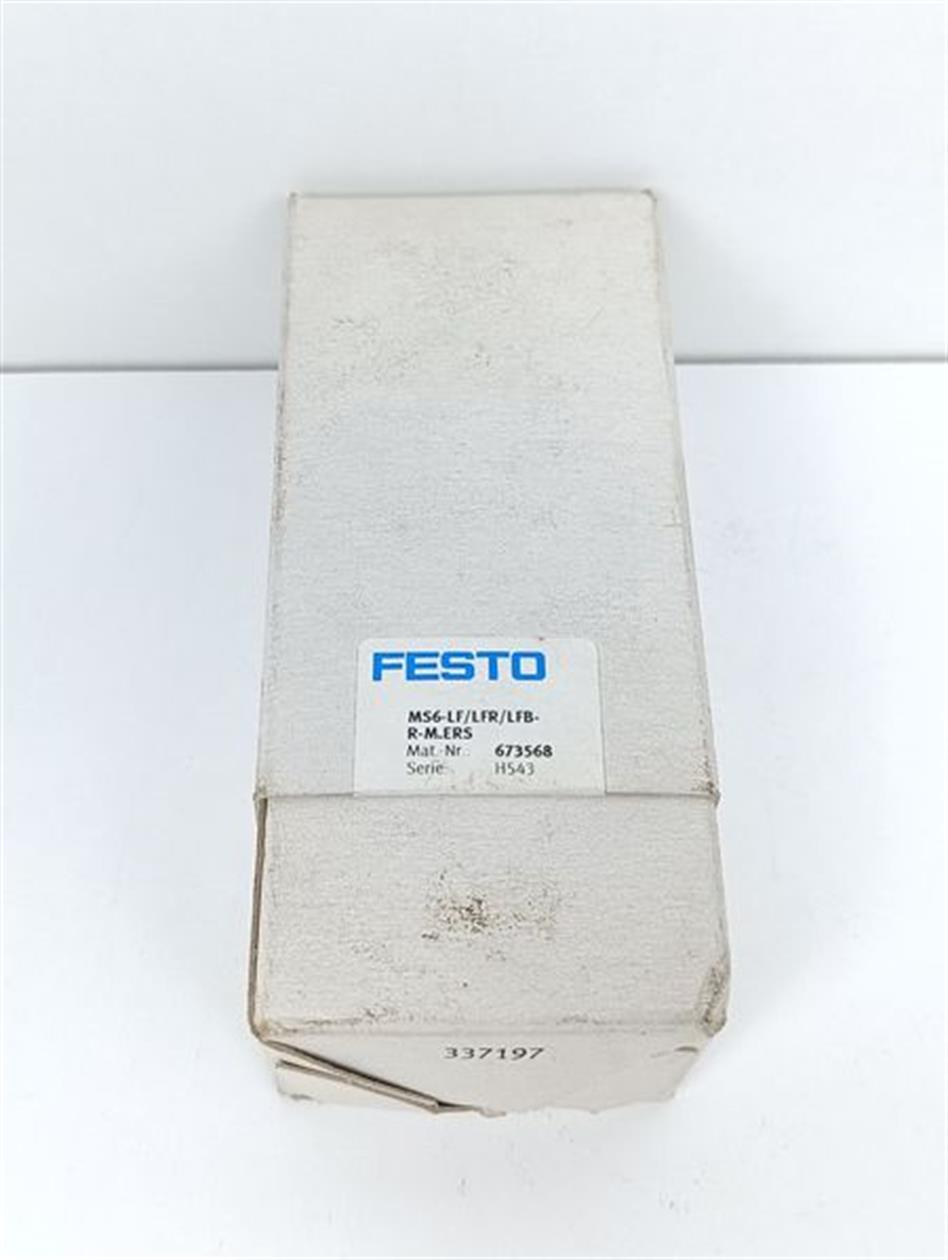 FESTO
MS6-LF/LFR/LFB-
R-M.ERS
Mat.-Nr.: 673568
Serie: H543
337197